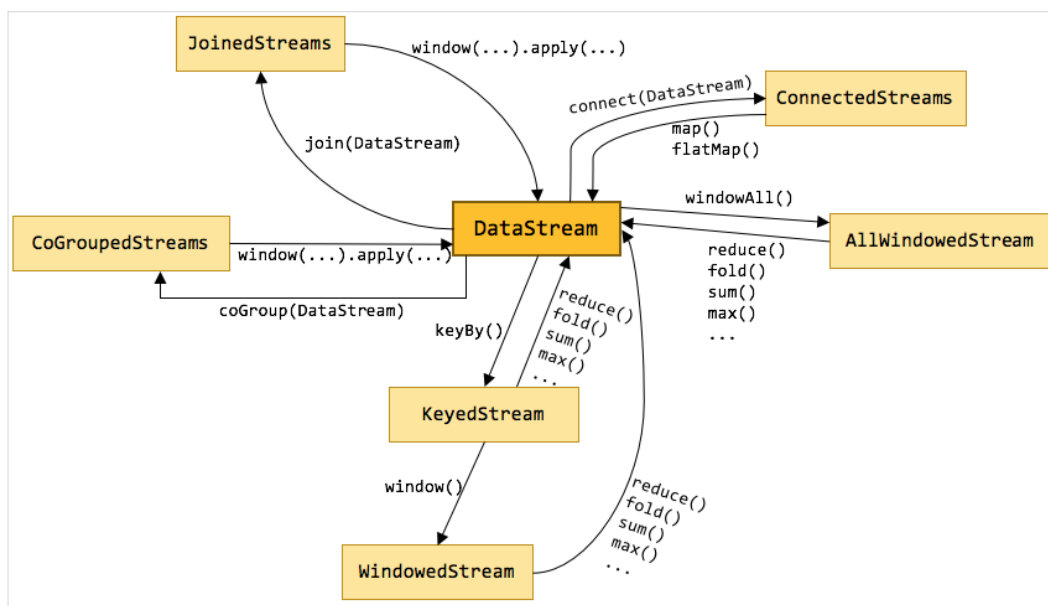 JoinedStreams
window(...).apply(...)
connect(DataStream)
ConnectedStreams
map()
flatMap()
join(DataStream)
windowAll()
DataStream
CoGroupedStreams
window(...).apply(...)
AllWindowedStream
reduce()
fold()
sum()
max()
...
coGroup(DataStream)
keyBy()
reduce()
fold()
sum()
max()
...
KeyedStream
window()
reduce()
fold()
sum()
max()
...
WindowedStream